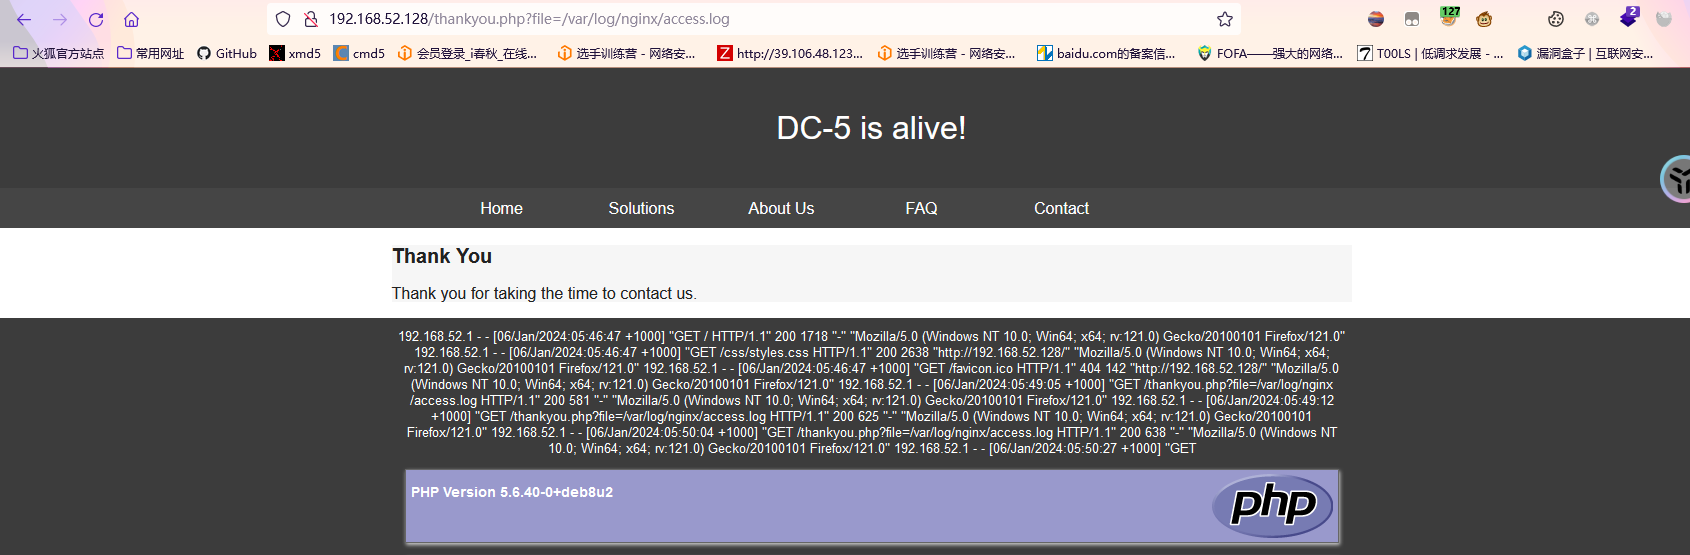 192.168.52.128/thankyou.php?file=/var/log/nginx/access.log
127
2
火狐官方站点 常用网址 GitHub xmd5 cmd5 会员登录_i春秋_在线... 选手训练营 - 网络安... http://39.106.48.123... 选手训练营 - 网络安... baidu.com的备案信... FOFA——强大的网络... T00LS | 低调求发展 - ... 漏洞盒子 | 互联网安...
DC-5 is alive!
Home Solutions About Us FAQ Contact
Thank You
Thank you for taking the time to contact us.
192.168.52.1 - - [06/Jan/2024:05:46:47 +1000] "GET / HTTP/1.1" 200 1718 "-" "Mozilla/5.0 (Windows NT 10.0; Win64; x64; rv:121.0) Gecko/20100101 Firefox/121.0"
192.168.52.1 - - [06/Jan/2024:05:46:47 +1000] "GET /css/styles.css HTTP/1.1" 200 2638 "http://192.168.52.128/" "Mozilla/5.0 (Windows NT 10.0; Win64; x64;
rv:121.0) Gecko/20100101 Firefox/121.0" 192.168.52.1 - - [06/Jan/2024:05:46:47 +1000] "GET /favicon.ico HTTP/1.1" 404 142 "http://192.168.52.128/" "Mozilla/5.0
(Windows NT 10.0; Win64; x64; rv:121.0) Gecko/20100101 Firefox/121.0" 192.168.52.1 - - [06/Jan/2024:05:49:05 +1000] "GET /thankyou.php?file=/var/log/nginx
/access.log HTTP/1.1" 200 581 "-" "Mozilla/5.0 (Windows NT 10.0; Win64; x64; rv:121.0) Gecko/20100101 Firefox/121.0" 192.168.52.1 - - [06/Jan/2024:05:49:12
+1000] "GET /thankyou.php?file=/var/log/nginx/access.log HTTP/1.1" 200 625 "-" "Mozilla/5.0 (Windows NT 10.0; Win64; x64; rv:121.0) Gecko/20100101
Firefox/121.0" 192.168.52.1 - - [06/Jan/2024:05:50:04 +1000] "GET /thankyou.php?file=/var/log/nginx/access.log HTTP/1.1" 200 638 "-" "Mozilla/5.0 (Windows NT
10.0; Win64; x64; rv:121.0) Gecko/20100101 Firefox/121.0" 192.168.52.1 - - [06/Jan/2024:05:50:27 +1000] "GET
PHP Version 5.6.40-0+deb8u2
php